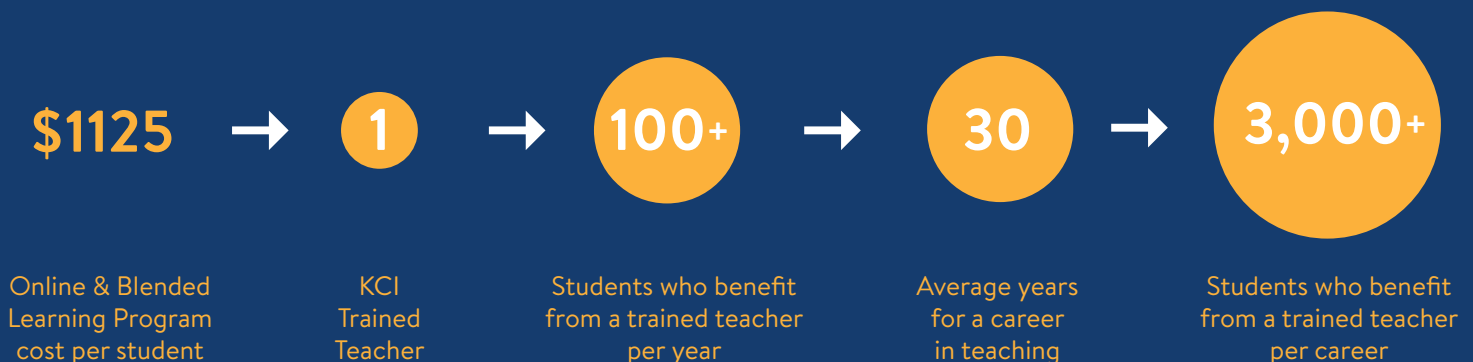 $1125
Online & Blended
Learning Program
cost per student
1
KCI
Trained
Teacher
100+
Students who benefit
from a trained teacher
per year
30
Average years
for a career
in teaching
3,000+
Students who benefit
from a trained teacher
per career